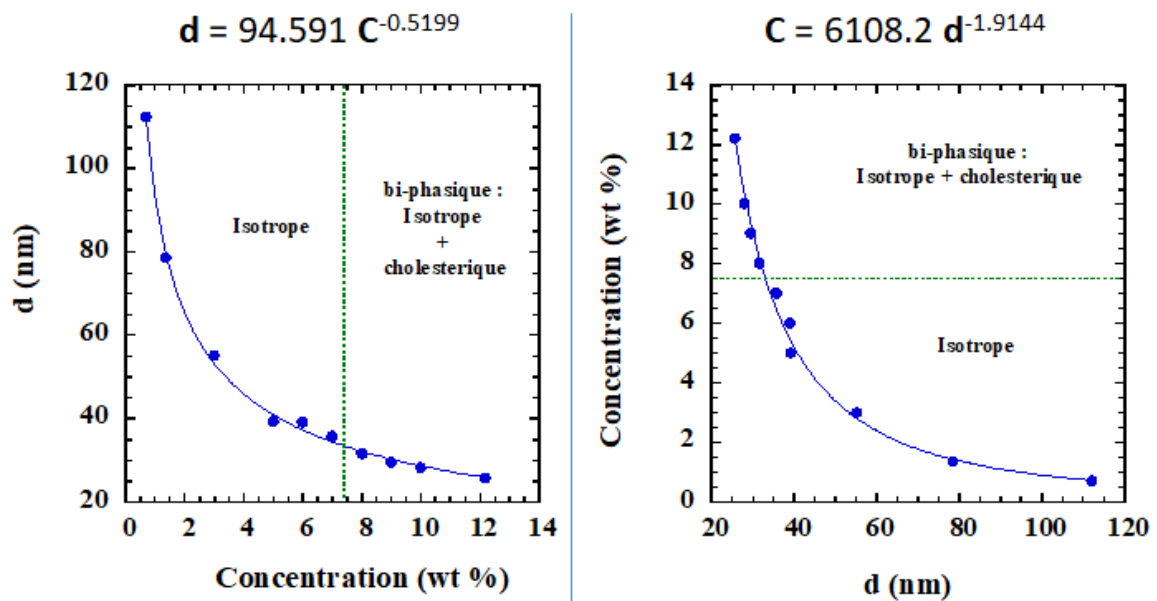 d = 94.591 C-0.5199
120
100
80
60
40
20
d (nm)
Isotrope
bi-phasique :
Isotrope
+
cholesterique
0 2 4 6 8 10 12 14
Concentration (wt %)
C = 6108.2 d-1.9144
14
12
10
8
6
4
2
0
Concentration (wt %)
bi-phasique :
Isotrope + cholesterique
Isotrope
20 40 60 80 100 120
d (nm)